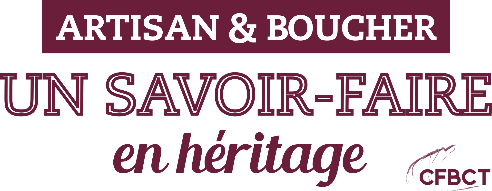 ARTISAN & BOUCHER
UN SAVOIR-FAIRE
en héritage
CFBCT